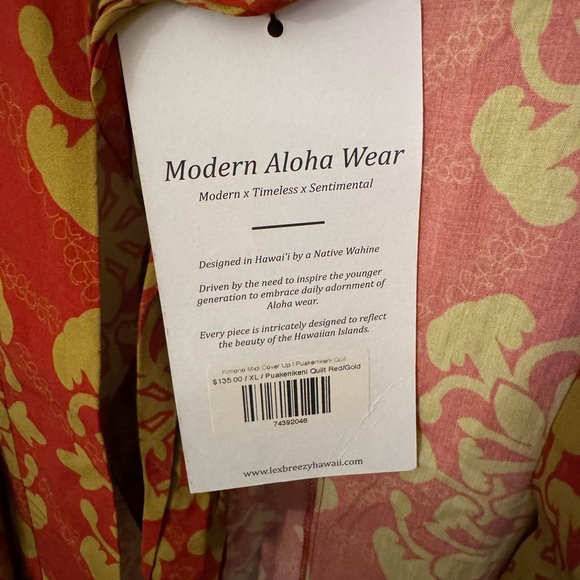 Modern Aloha Wear
Modern x Timeless x Sentimental
Designed in Hawai'i by a Native Wahine
Driven by the need to inspire the younger
generation to embrace daily adornment of
Aloha wear.
Every piece is intricately designed to reflect
the beauty of the Hawaiian Islands.
Kimono Midi Cover Up | Puakenikeni Quilt
$135.00 / XL / Puakenikeni Quilt Red/Gold
74392046
www.lexbreezyhawaii.com